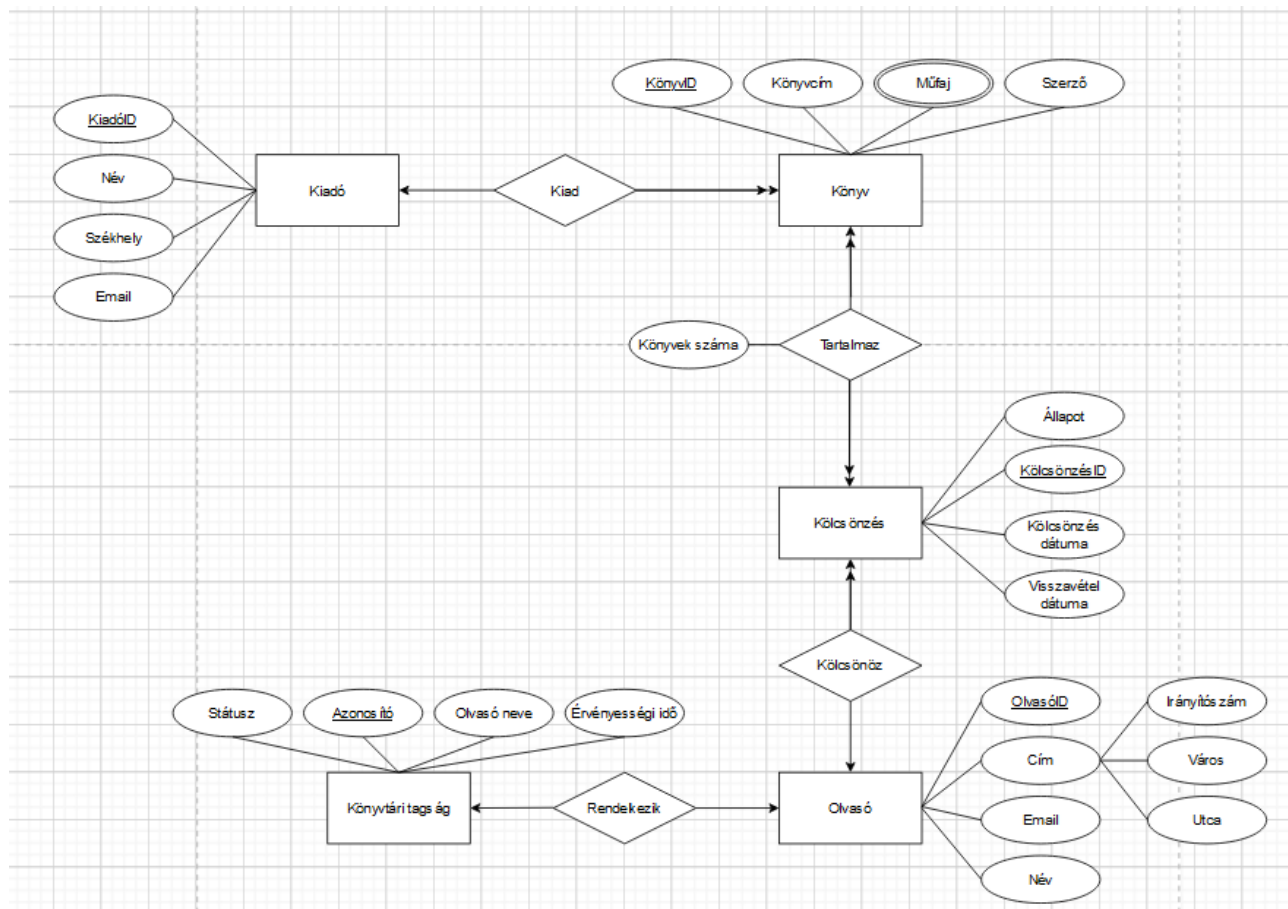 KönyvID
Könyvcím
Műfaj
Szerző
KiadóID
Név
Székhely
Email
Kiadó
Kiad
Könyv
Könyvek száma
Tartalmaz
Állapot
KölcsönzésID
Kölcsönzés
dátuma
Visszavétel
dátuma
Kölcsönzés
Kölcsönöz
Státusz
Azonosító
Olvasó neve
Érvényességi idő
Könyvtári tagság
Rendekezik
Olvasó
OlvasóID
Cím
Email
Név
Irányítószám
Város
Utca